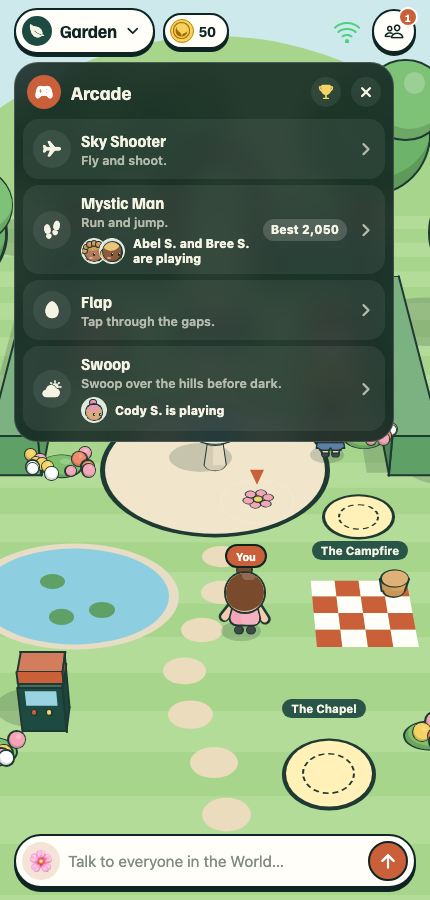 Garden
50
1
Arcade
Sky Shooter
Fly and shoot.
Mystic Man
Run and jump.
Abel S. and Bree S.
are playing
Best 2,050
Flap
Tap through the gaps.
Swoop
Swoop over the hills before dark.
Cody S. is playing
The Campfire
You
The Chapel
Talk to everyone in the World...